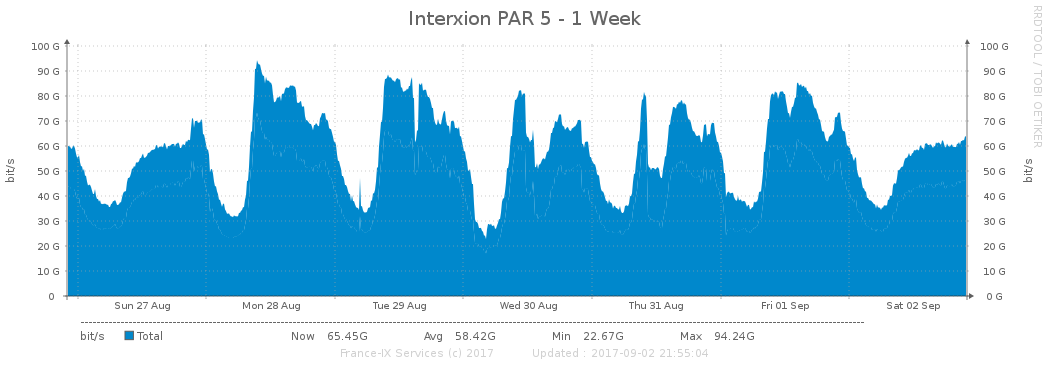 Interxion PAR 5 - 1 Week
RRDTOOL / TOBI OETIKER
bit/s
100 G
90 G
80 G
70 G
60 G
50 G
40 G
30 G
20 G
10 G
0
100 G
90 G
80 G
70 G
60 G
50 G
40 G
30 G
20 G
10 G
0 G
bit/s
Sun 27 Aug Mon 28 Aug Tue 29 Aug Wed 30 Aug Thu 31 Aug Fri 01 Sep Sat 02 Sep
bit/s Total Now 65.45G Avg 58.42G Min 22.67G Max 94.24G
France-IX Services (c) 2017 Updated : 2017-09-02 21:55:04